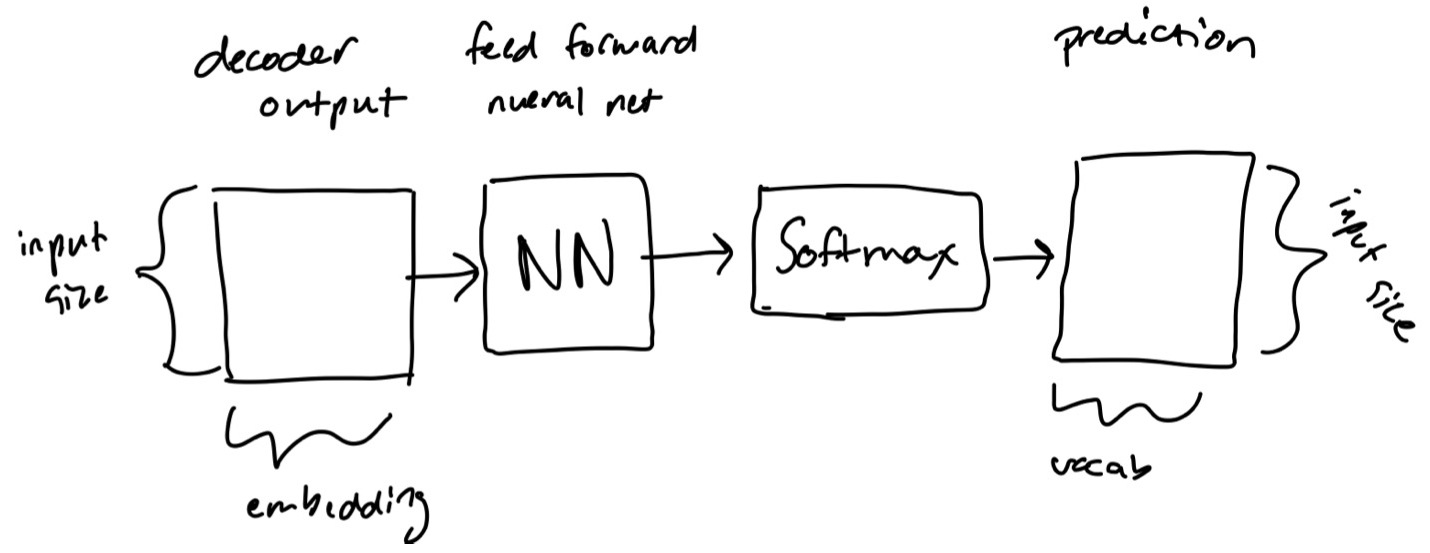 decoder
output
feed forward
nueral net
prediction
input
size
NN
Softmax
input
size
embedding
vocab